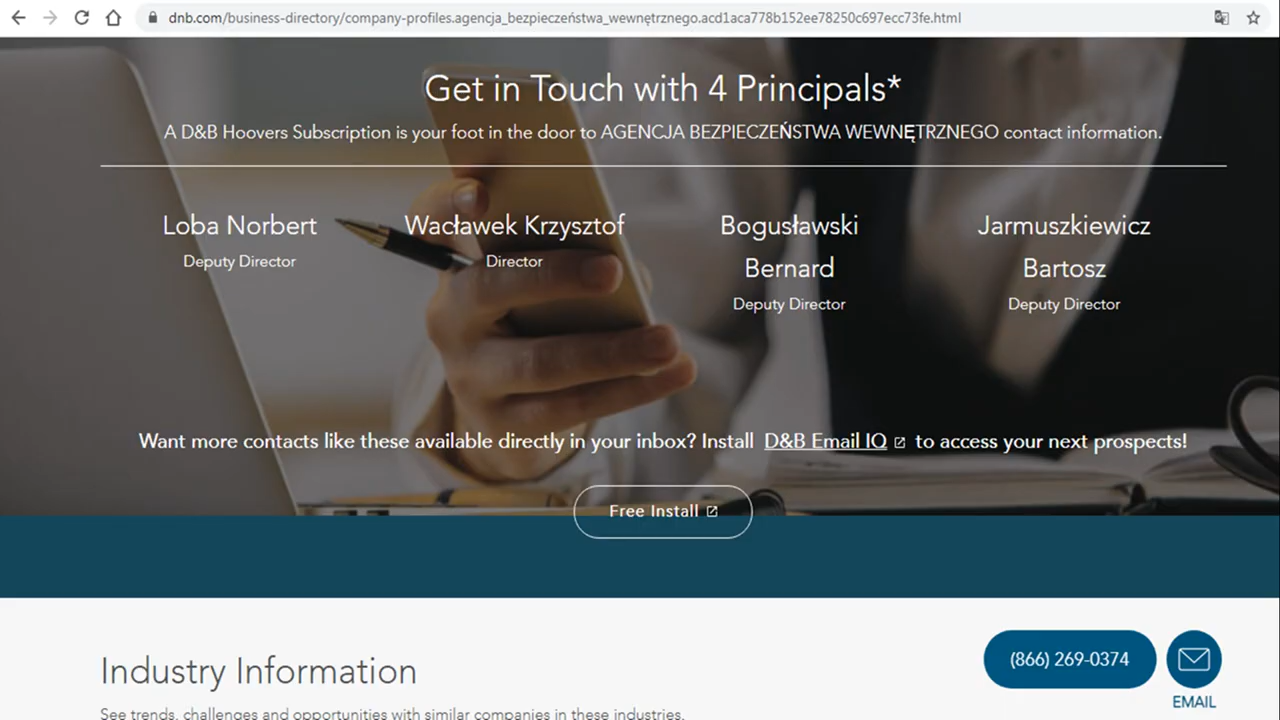 dnb.com/business-directory/company-profiles.agencja_bezpieczeństwa_wewnętrznego.acd1aca778b152ee78250c697ecc73fe.html
Get in Touch with 4 Principals*
A D&B Hoovers Subscription is your foot in the door to AGENCJA BEZPIECZEŃSTWA WEWNĘTRZNEGO contact information.
Loba Norbert
Deputy Director
Wacławek Krzysztof
Director
Bogusławski
Bernard
Deputy Director
Jarmuszkiewicz
Bartosz
Deputy Director
Want more contacts like these available directly in your inbox? Install D&B Email IQ to access your next prospects!
Free Install
Industry Information
See trends, challenges and opportunities with similar companies in these industries.
(866) 269-0374
EMAIL